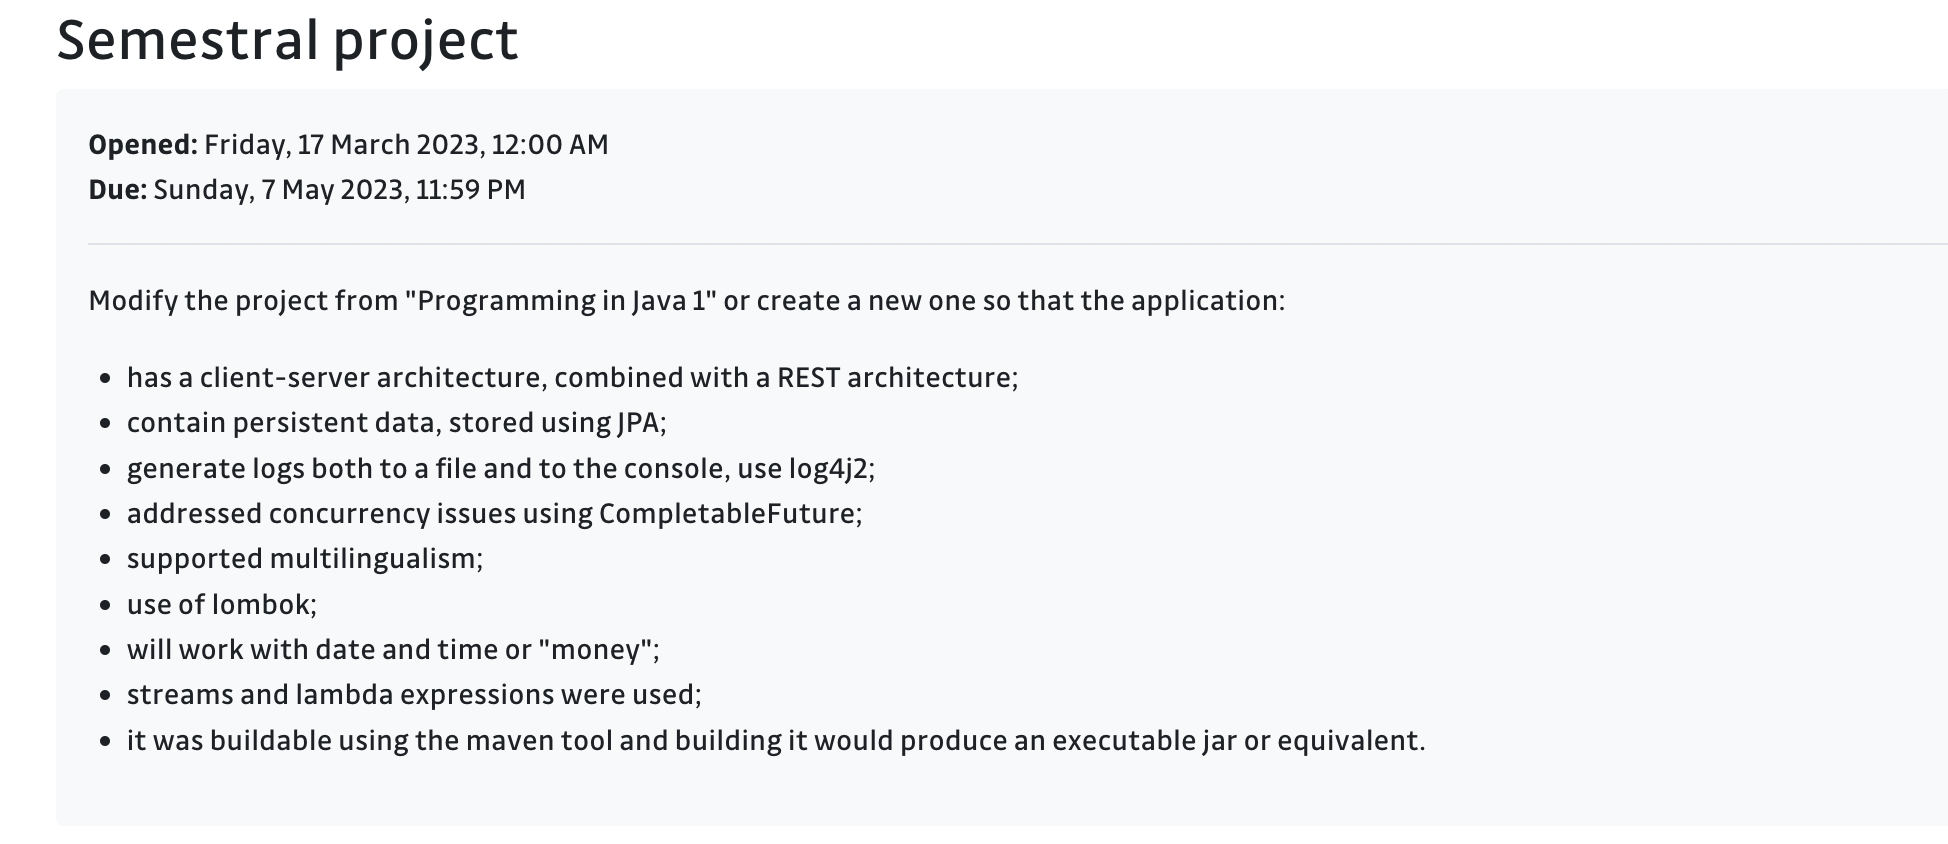 Semestral project
Opened: Friday, 17 March 2023, 12:00 AM
Due: Sunday, 7 May 2023, 11:59 PM
Modify the project from "Programming in Java 1" or create a new one so that the application:
• has a client-server architecture, combined with a REST architecture;
• contain persistent data, stored using JPA;
• generate logs both to a file and to the console, use log4j2;
• addressed concurrency issues using CompletableFuture;
• supported multilingualism;
• use of lombok;
• will work with date and time or "money";
• streams and lambda expressions were used;
• it was buildable using the maven tool and building it would produce an executable jar or equivalent.